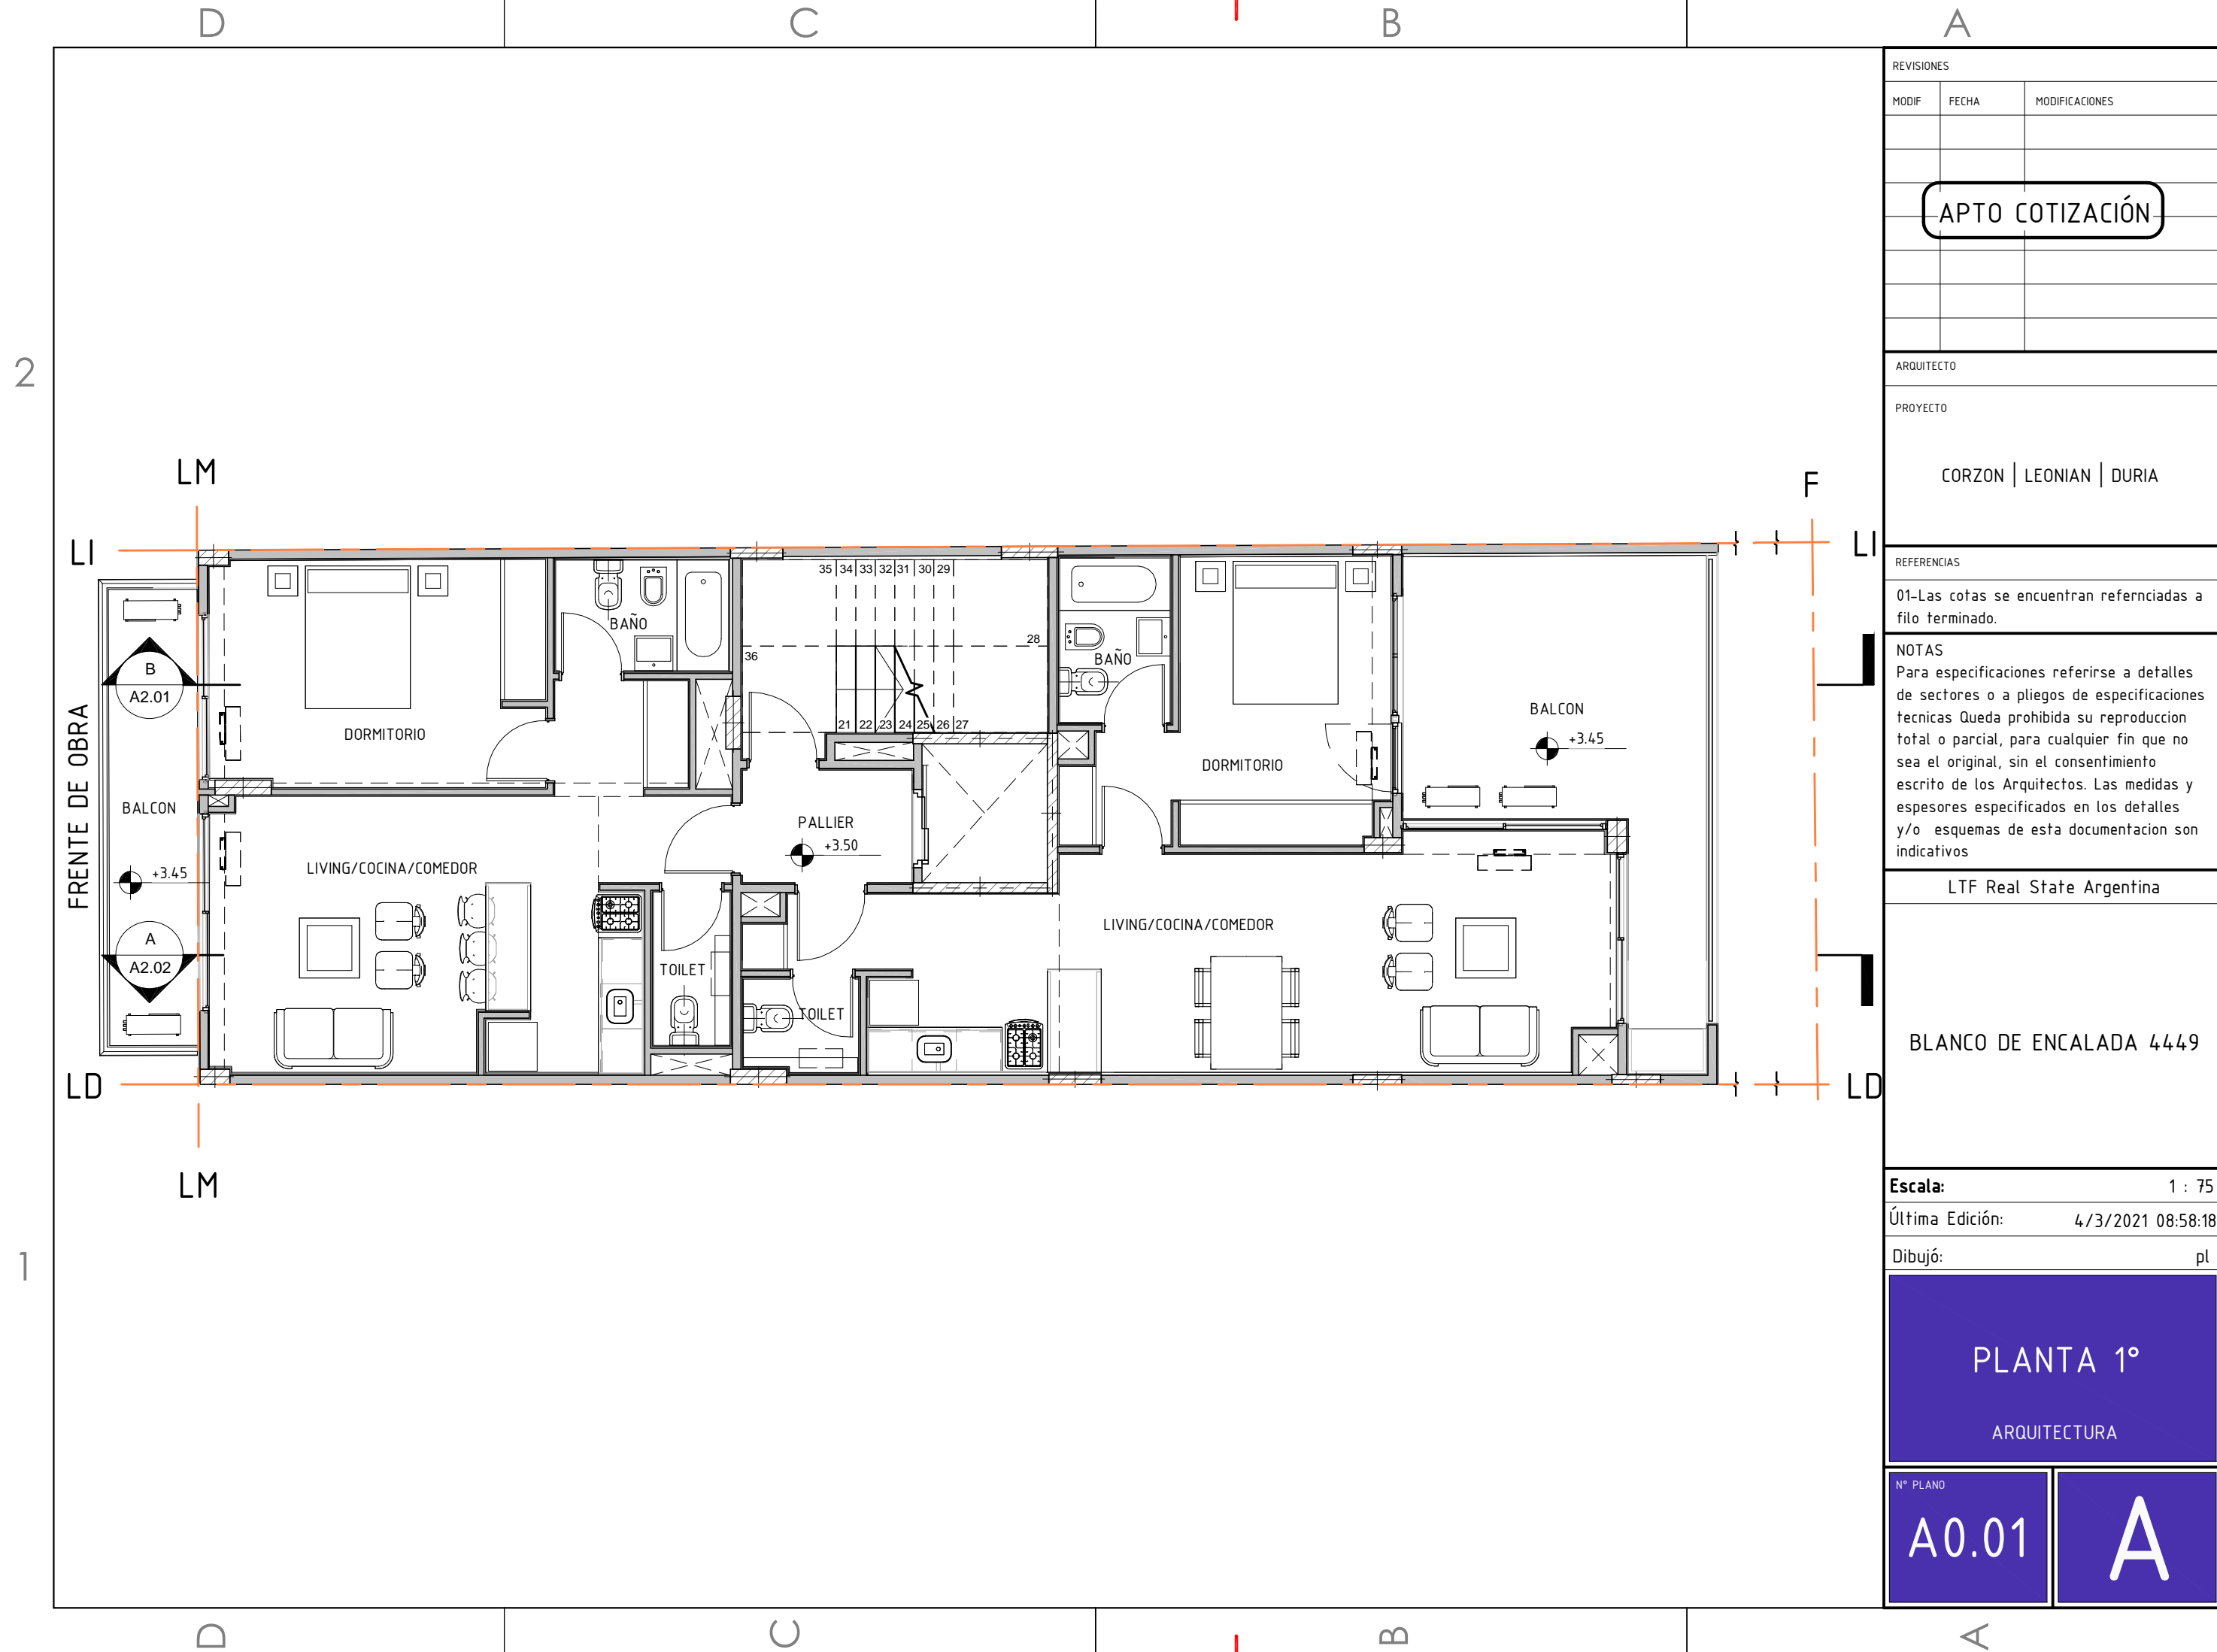 D
C
B
A
REVISIONES
MODIF
FECHA
MODIFICACIONES
APTO COTIZACIÓN
2
ARQUITECTO
PROYECTO
CORZON | LEONIAN | DURIA
LM
F
LI
LI
REFERENCIAS
01-Las cotas se encuentran referncíadas a
filo terminado.
NOTAS
Para especificaciones referirse a detalles
de sectores o a pliegos de especificaciones
tecnicas Queda prohibida su reproduccion
total o parcial, para cualquier fin que no
sea el original, sin el consentimiento
escrito de los Arquitectos. Las medidas y
espesores especificados en los detalles
y/o esquemas de esta documentacion son
indicativos
35 34 33 32 31 30 29
BAÑO
28
36
BAÑO
B
A2.01
FRENTE DE OBRA
DORMITORIO
21 22 23 24 25 26 27
BALCON
+3.45
DORMITORIO
BALCON
PALLIER
+3.50
+3.45
LIVING/COCINA/COMEDOR
LTF Real State Argentina
LIVING/COCINA/COMEDOR
A
A2.02
TOILET
TOILET
BLANCO DE ENCALADA 4449
LD
LD
LM
Escala: 1 : 75
Última Edición: 4/3/2021 08:58:18
1
Dibujó: pl
PLANTA 1°
ARQUITECTURA
N° PLANO
A0.01
A
D
C
B
A